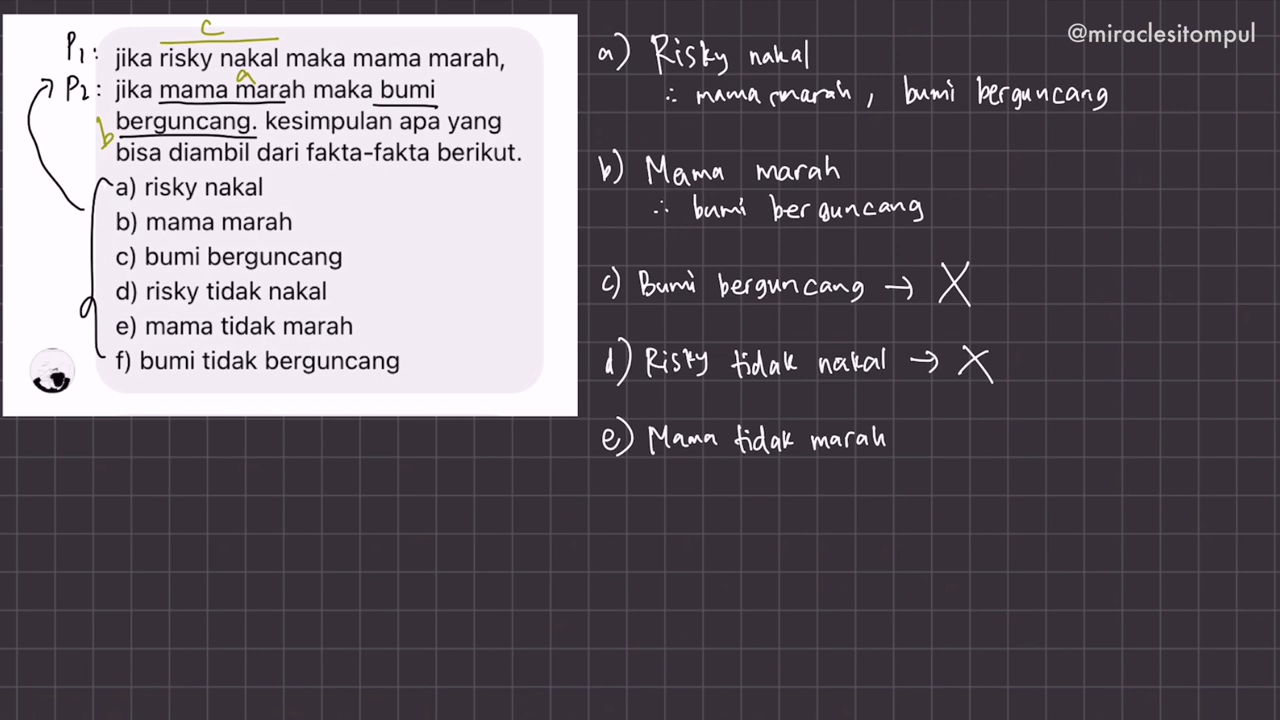 @miraclesitompul
P1:
c
jika risky nakal maka mama marah,
P2:
a
jika mama marah maka bumi
b
berguncang. kesimpulan apa yang
bisa diambil dari fakta-fakta berikut.
a) risky nakal
b) mama marah
c) bumi berguncang
d) risky tidak nakal
e) mama tidak marah
f) bumi tidak berguncang
a) Risky nakal
∴ mama marah, bumi berguncang
b) Mama marah
∴ bumi berguncang
c) Bumi berguncang → X
d) Risky tidak nakal → X
e) Mama tidak marah